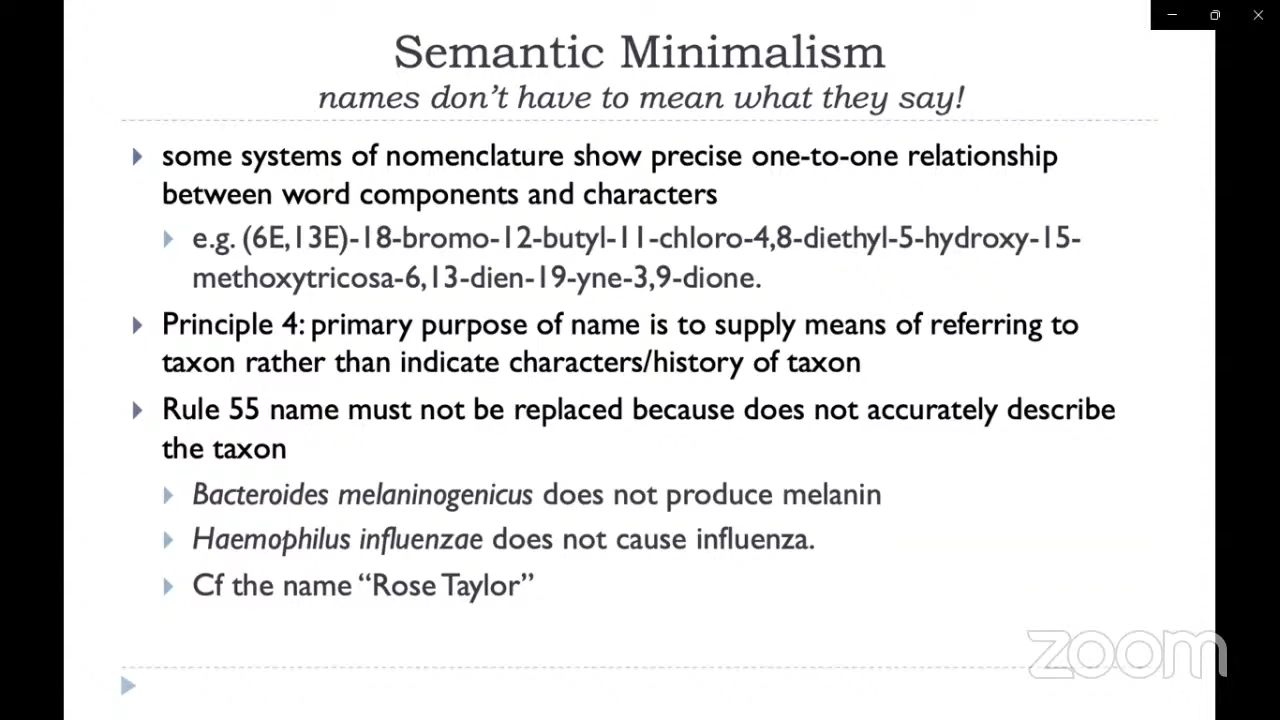 Semantic Minimalism
names don't have to mean what they say!
some systems of nomenclature show precise one-to-one relationship
between word components and characters
e.g. (6E,13E)-18-bromo-12-butyl-11-chloro-4,8-diethyl-5-hydroxy-15-
methoxytricosa-6,13-dien-19-yne-3,9-dione.
Principle 4: primary purpose of name is to supply means of referring to
taxon rather than indicate characters/history of taxon
Rule 55 name must not be replaced because does not accurately describe
the taxon
Bacteroides melaninogenicus does not produce melanin
Haemophilus influenzae does not cause influenza.
Cf the name “Rose Taylor”
zoom